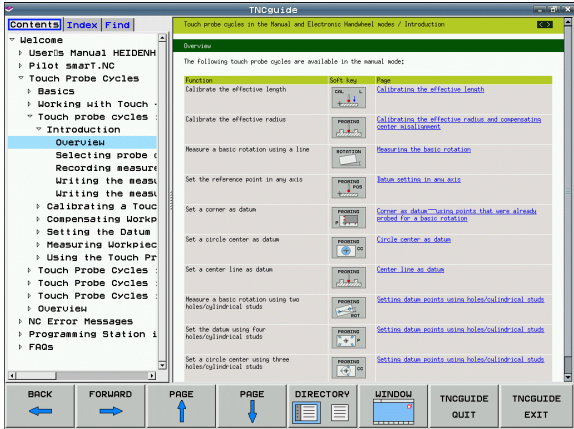 TNCguide
Contents Index Find
Touch probe cycles in the Manual and Electronic Handwheel modes / Introduction
Welcome
User's Manual HEIDENH
Pilot smarT.NC
Touch Probe Cycles
Basics
Working with Touch
Touch probe cycles
Introduction
Overview
Selecting probe c
Recording measure
Writing the measu
Writing the measu
Calibrating a Touc
Compensating Workp
Setting the Datum
Measuring Workpiec
Using the Touch Pr
Touch Probe Cycles
Touch Probe Cycles
Touch Probe Cycles
Overview
NC Error Messages
Programming Station i
FAQs
Overview
The following touch probe cycles are available in the manual mode:
Function Soft key Page
Calibrate the effective length CAL L Calibrating the effective length
Calibrate the effective radius PROBING Calibrating the effective radius and compensating
center misalignment
Measure a basic rotation using a line ROTATION Measuring the basic rotation
Set the reference point in any axis PROBING POS Datum setting in any axis
Set a corner as datum PROBING P Corner as datum—using points that were already
probed for a basic rotation
Set a circle center as datum PROBING CC Circle center as datum
Set a center line as datum PROBING Center line as datum
Measure a basic rotation using two
holes/cylindrical studs PROBING ROT Setting datum points using holes/cylindrical studs
Set the datum using four
holes/cylindrical studs PROBING P Setting datum points using holes/cylindrical studs
Set a circle center using three
holes/cylindrical studs PROBING CC Setting datum points using holes/cylindrical studs
BACK FORWARD PAGE PAGE DIRECTORY WINDOW TNCGUIDE TNCGUIDE
QUIT EXIT